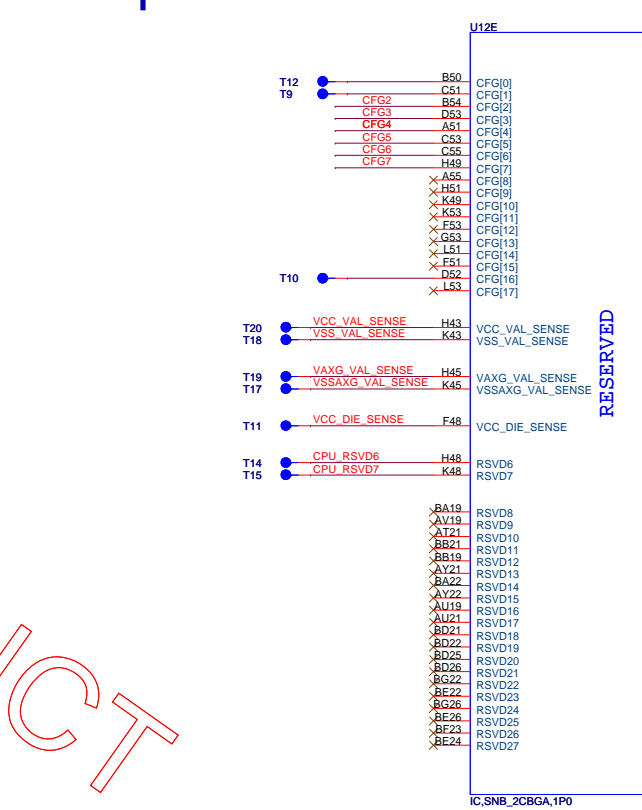 U12E
T12 B50 CFG[0]
T9 C51 CFG[1]
CFG2 B54 CFG[2]
CFG3 D53 CFG[3]
CFG4 A51 CFG[4]
CFG5 C53 CFG[5]
CFG6 C55 CFG[6]
CFG7 H49 CFG[7]
A55 CFG[8]
H51 CFG[9]
K49 CFG[10]
K53 CFG[11]
F53 CFG[12]
G53 CFG[13]
L51 CFG[14]
F51 CFG[15]
T10 D52 CFG[16]
L53 CFG[17]
T20 VCC_VAL_SENSE H43 VCC_VAL_SENSE
T18 VSS_VAL_SENSE K43 VSS_VAL_SENSE
T19 VAXG_VAL_SENSE H45 VAXG_VAL_SENSE
T17 VSSAXG_VAL_SENSE K45 VSSAXG_VAL_SENSE
RESERVED
T11 VCC_DIE_SENSE F48 VCC_DIE_SENSE
T14 CPU_RSVD6 H48 RSVD6
T15 CPU_RSVD7 K48 RSVD7
BA19 RSVD8
AV19 RSVD9
AT21 RSVD10
BB21 RSVD11
BB19 RSVD12
AY21 RSVD13
BA22 RSVD14
AY22 RSVD15
AU19 RSVD16
AU21 RSVD17
BD21 RSVD18
BD22 RSVD19
BD25 RSVD20
BD26 RSVD21
BG22 RSVD22
BE22 RSVD23
BG26 RSVD24
BE26 RSVD25
BF23 RSVD26
BE24 RSVD27
CT
IC,SNB_2CBGA,1P0